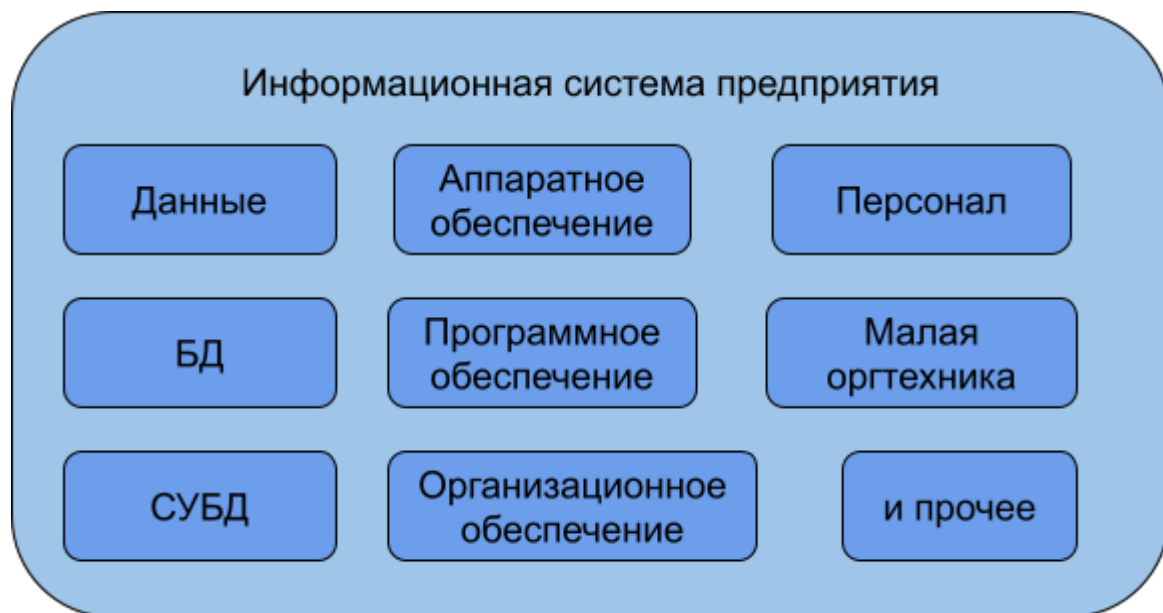 Информационная система предприятия
Данные
Аппаратное
обеспечение
Персонал
БД
Программное
обеспечение
Малая
оргтехника
СУБД
Организационное
обеспечение
и прочее